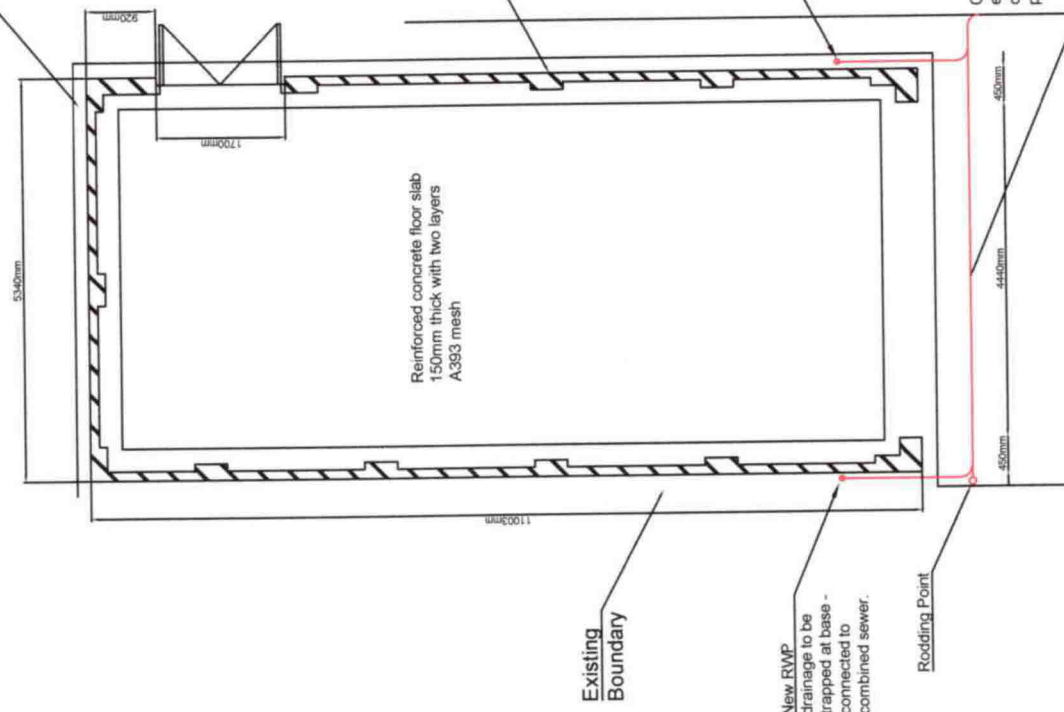 920mm
5340mm
1700mm
Reinforced concrete floor slab
150mm thick with two layers
A393 mesh
11003mm
Existing
Boundary
New RWP
drainage to be
trapped at base -
connected to
combined sewer.
Rodding Point
450mm
4440mm
450mm